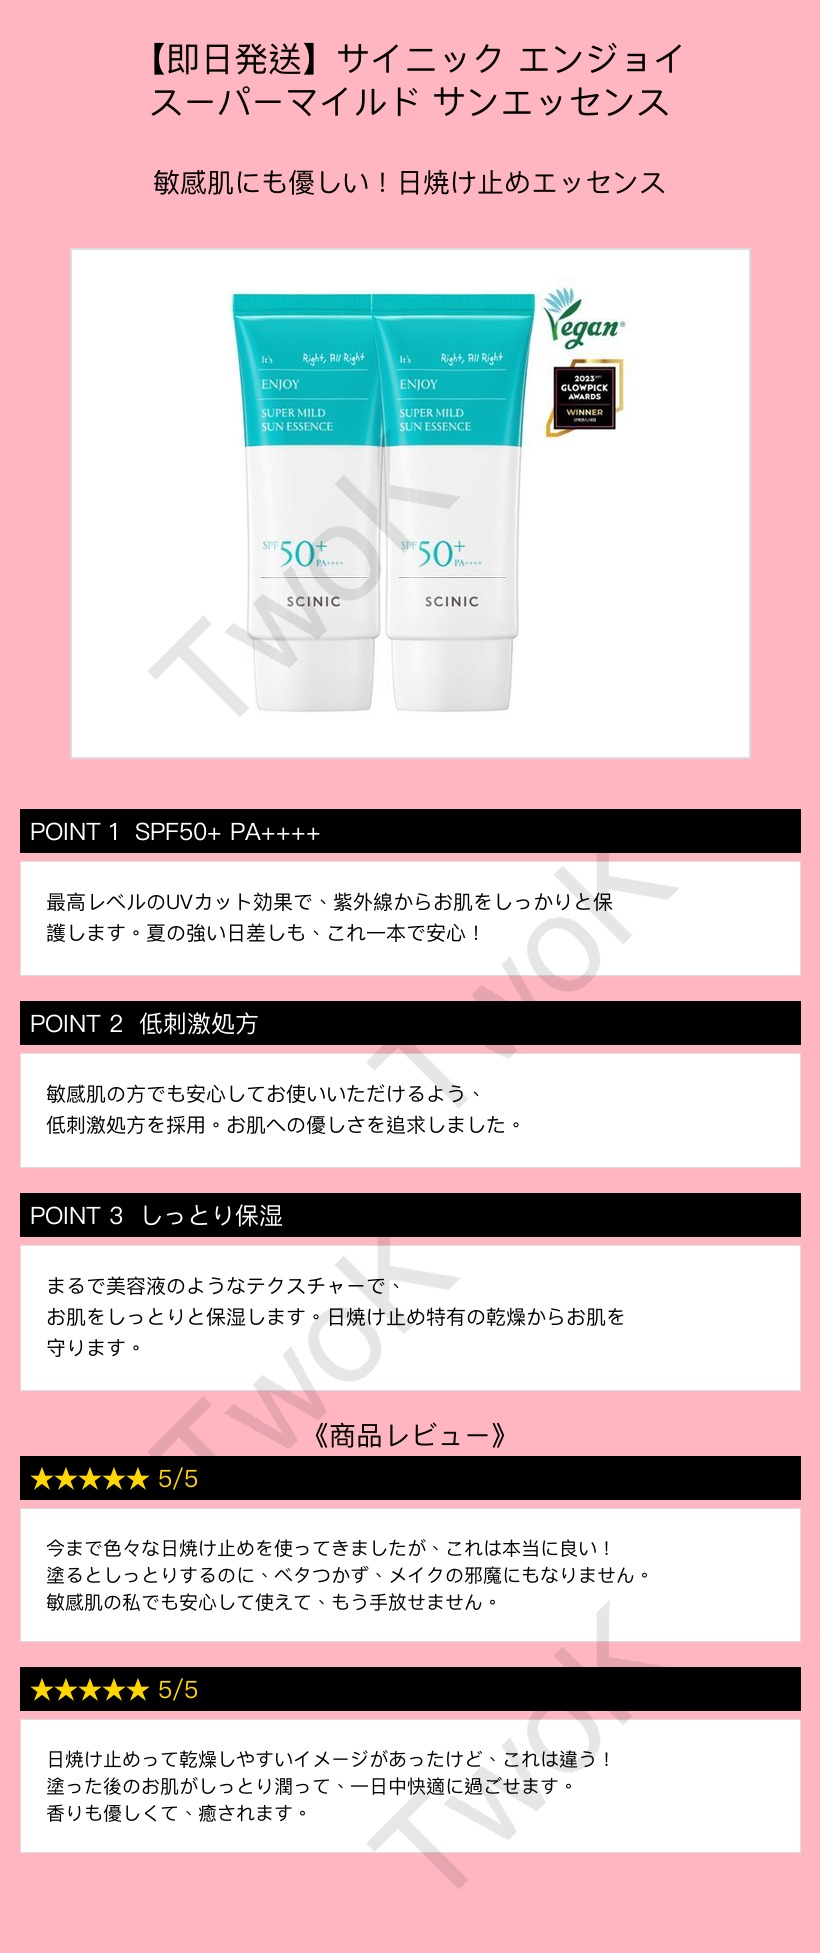 【即日発送】サイニック エンジョイ
スーパーマイルド サンエッセンス
敏感肌にも優しい！日焼け止めエッセンス
It's Right, All Right
ENJOY
SUPER MILD
SUN ESSENCE
SPF 50+
PA++++
SCINIC
It's Right, All Right
ENJOY
SUPER MILD
SUN ESSENCE
SPF 50+
PA++++
SCINIC
Vegan®
2023
GLOWPICK
AWARDS
WINNER
TwoK
POINT 1 SPF50+ PA++++
最高レベルのUVカット効果で、紫外線からお肌をしっかりと保
護します。夏の強い日差しも、これ一本で安心！
TwoK
POINT 2 低刺激処方
敏感肌の方でも安心してお使いいただけるよう、
低刺激処方を採用。お肌への優しさを追求しました。
POINT 3 しっとり保湿
まるで美容液のようなテクスチャーで、
お肌をしっとりと保湿します。日焼け止め特有の乾燥からお肌を
守ります。
TwoK
《商品レビュー》
★★★★★ 5/5
今まで色々な日焼け止めを使ってきましたが、これは本当に良い！
塗るとしっとりするのに、ベタつかず、メイクの邪魔にもなりません。
敏感肌の私でも安心して使えて、もう手放せません。
★★★★★ 5/5
日焼け止めって乾燥しやすいイメージがあったけど、これは違う！
塗った後のお肌がしっとり潤って、一日中快適に過ごせます。
香りも優しくて、癒されます。
TwoK